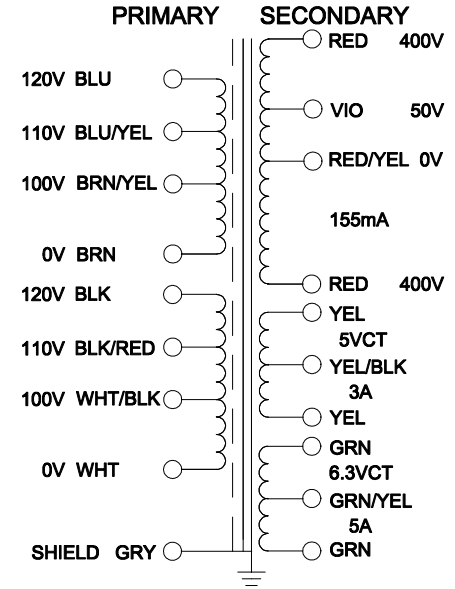 PRIMARY SECONDARY
RED 400V
120V BLU
VIO 50V
110V BLU/YEL
RED/YEL 0V
100V BRN/YEL
155mA
0V BRN
RED 400V
120V BLK
YEL
5VCT
110V BLK/RED
YEL/BLK
3A
100V WHT/BLK
YEL
GRN
0V WHT
6.3VCT
GRN/YEL
5A
SHIELD GRY
GRN